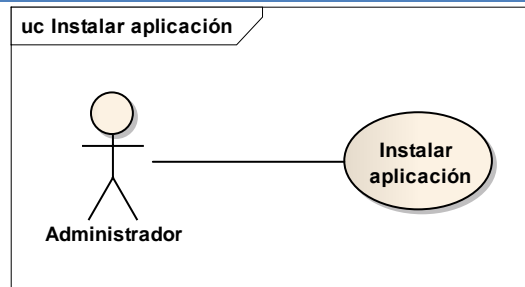 uc Instalar aplicación
Instalar
aplicación
Administrador